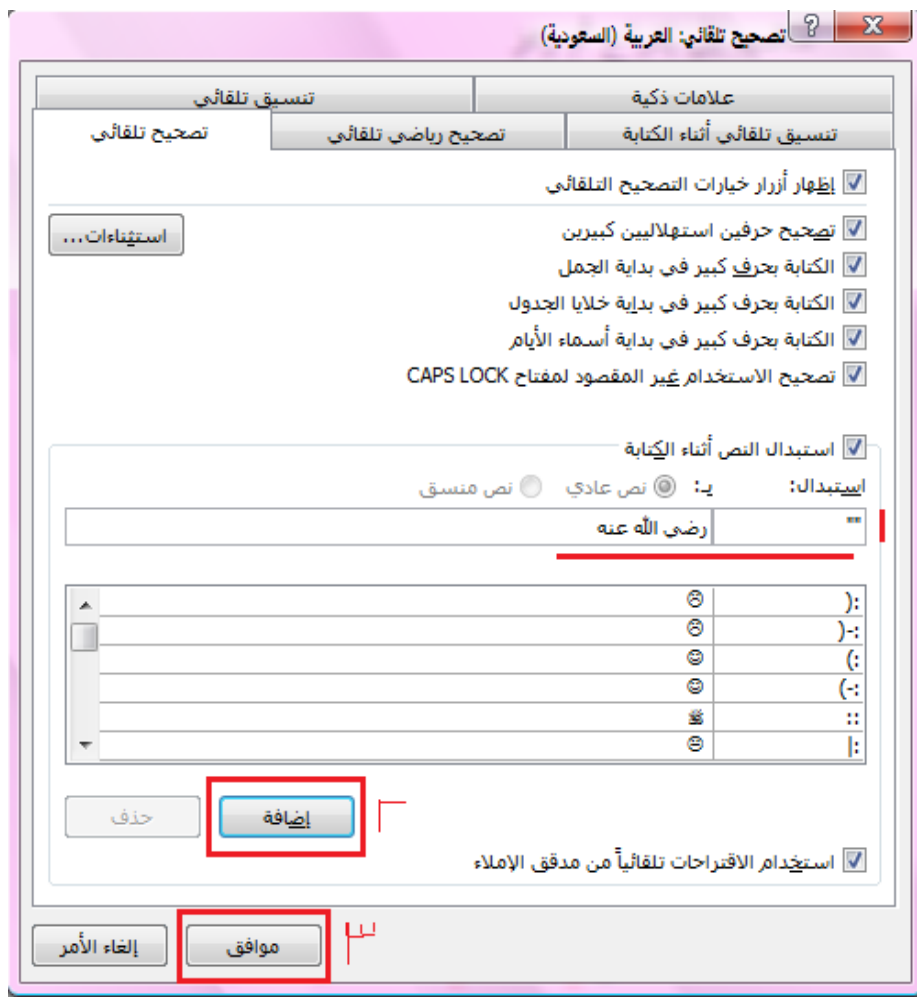 تصحيح تلقائي: العربية (السعودية)
علامات ذكية
تنسيق تلقائي
تنسيق تلقائي أثناء الكتابة
تصحيح رياضي تلقائي
تصحيح تلقائي
إظهار أزرار خيارات التصحيح التلقائي
تصحيح حرفين استهلاليين كبيرين
استثناءات...
الكتابة بحرف كبير في بداية الجمل
الكتابة بحرف كبير في بداية خلايا الجدول
الكتابة بحرف كبير في بداية أسماء الأيام
تصحيح الاستخدام غير المقصود لمفتاح CAPS LOCK
استبدال النص أثناء الكتابة
استبدال: بـ: نص عادي نص منسق
"" رضي الله عنه
١
:( ☹
:-( ☹
:) ☺
:-) ☺
::
:| 😐
إضافة
حذف
٢
استخدام الاقتراحات تلقائياً من مدقق الإملاء
موافق
إلغاء الأمر
٣